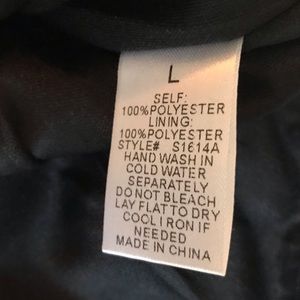 L
SELF:
100%POLYESTER
LINING:
100%POLYESTER
STYLE# S1614A
HAND WASH IN
COLD WATER
SEPARATELY
DO NOT BLEACH
LAY FLAT TO DRY
COOL IRON IF
NEEDED
MADE IN CHINA